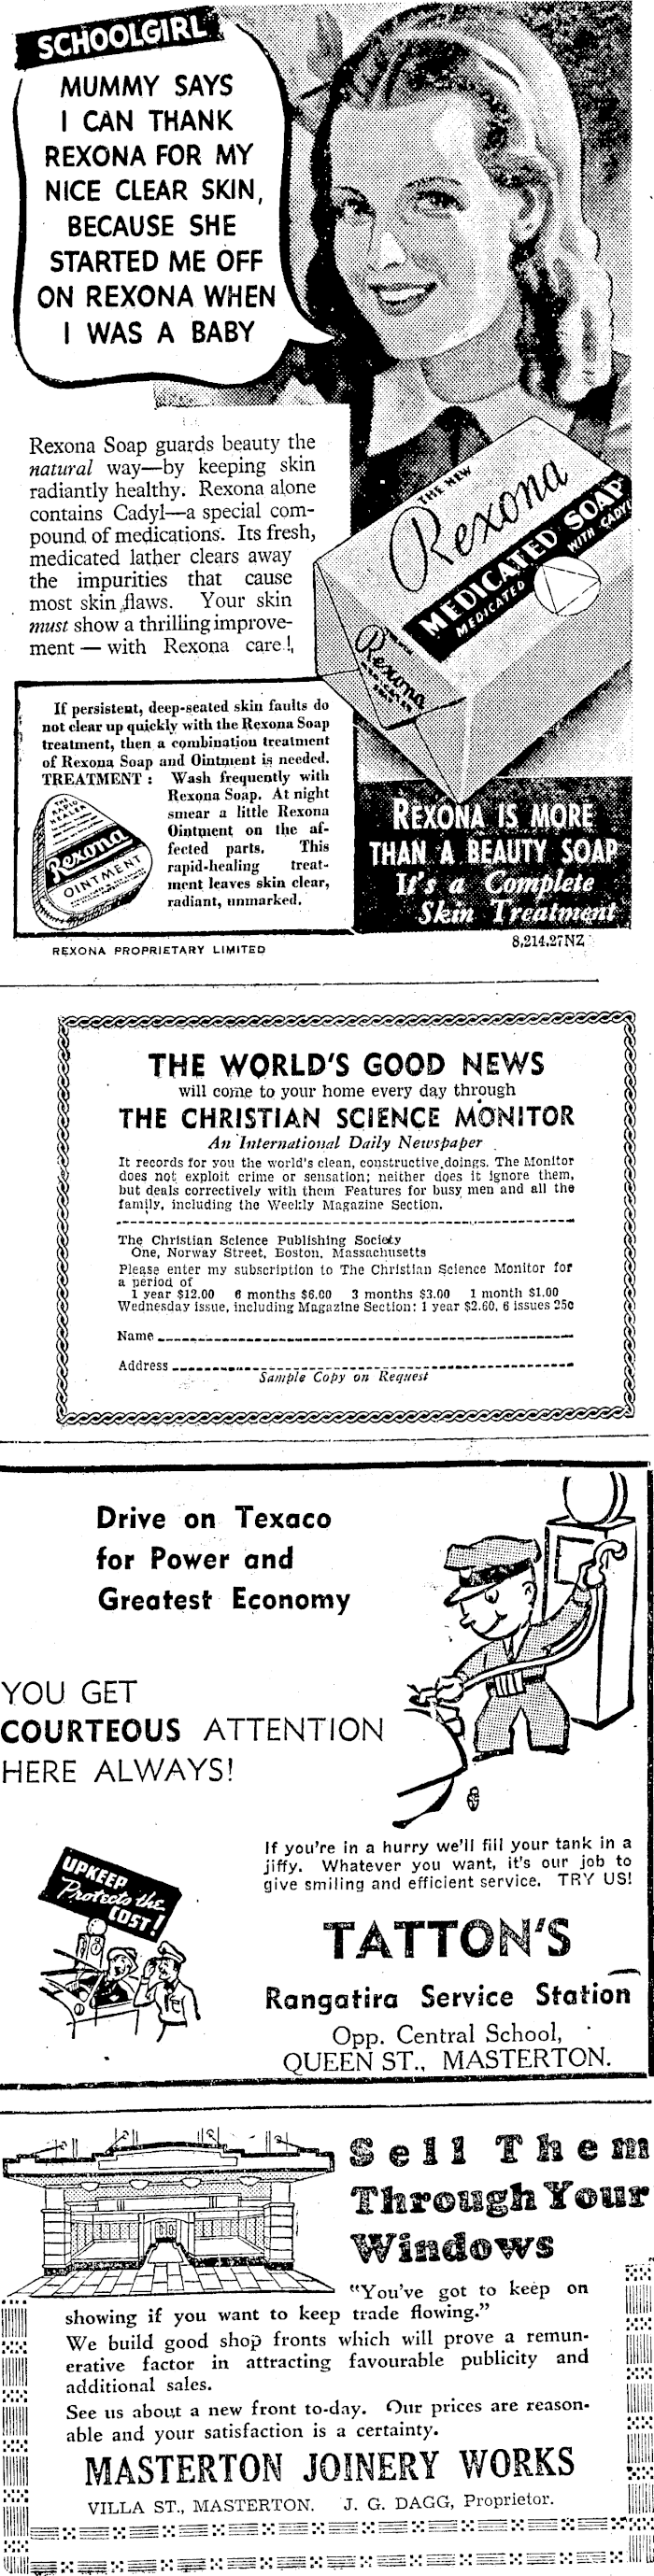 SCHOOLGIRL
MUMMY SAYS
I CAN THANK
REXONA FOR MY
NICE CLEAR SKIN,
BECAUSE SHE
STARTED ME OFF
ON REXONA WHEN
I WAS A BABY
Rexona Soap guards beauty the
natural way—by keeping skin
radiantly healthy. Rexona alone
contains Cadyl—a special com-
pound of medications. Its fresh,
medicated lather clears away
the impurities that cause
most skin flaws. Your skin
must show a thrilling improve-
ment — with Rexona care!
THE NEW
Rexona
MEDICATED SOAP
MEDICATED WITH CADYL
Rexona
If persistent, deep-seated skin faults do
not clear up quickly with the Rexona Soap
treatment, then a combination treatment
of Rexona Soap and Ointment is needed.
TREATMENT: Wash frequently with
Rexona Soap. At night
smear a little Rexona
Ointment on the af-
fected parts. This
rapid-healing treat-
ment leaves skin clear,
radiant, unmarked.
THE
RAPID
HEALER
Rexona
OINTMENT
REXONA IS MORE
THAN A BEAUTY SOAP
It's a Complete
Skin Treatment
REXONA PROPRIETARY LIMITED
8.214.27NZ
THE WORLD'S GOOD NEWS
will come to your home every day through
THE CHRISTIAN SCIENCE MONITOR
An International Daily Newspaper
It records for you the world's clean, constructive doings. The Monitor
does not exploit crime or sensation; neither does it ignore them,
but deals correctively with them Features for busy men and all the
family, including the Weekly Magazine Section.
The Christian Science Publishing Society
One, Norway Street, Boston, Massachusetts
Please enter my subscription to The Christian Science Monitor for
a period of
1 year $12.00 6 months $6.00 3 months $3.00 1 month $1.00
Wednesday issue, including Magazine Section: 1 year $2.60, 6 issues 25c
Name
Address
Sample Copy on Request
Drive on Texaco
for Power and
Greatest Economy
YOU GET
COURTEOUS ATTENTION
HERE ALWAYS!
UPKEEP
Protects the
COST!
If you're in a hurry we'll fill your tank in a
jiffy. Whatever you want, it's our job to
give smiling and efficient service. TRY US!
TATTON'S
Rangatira Service Station
Opp. Central School,
QUEEN ST., MASTERTON.
Sell Them
Through Your
Windows
"You've got to keep on
showing if you want to keep trade flowing."
We build good shop fronts which will prove a remun-
erative factor in attracting favourable publicity and
additional sales.
See us about a new front to-day. Our prices are reason-
able and your satisfaction is a certainty.
MASTERTON JOINERY WORKS
VILLA ST., MASTERTON. J. G. DAGG, Proprietor.